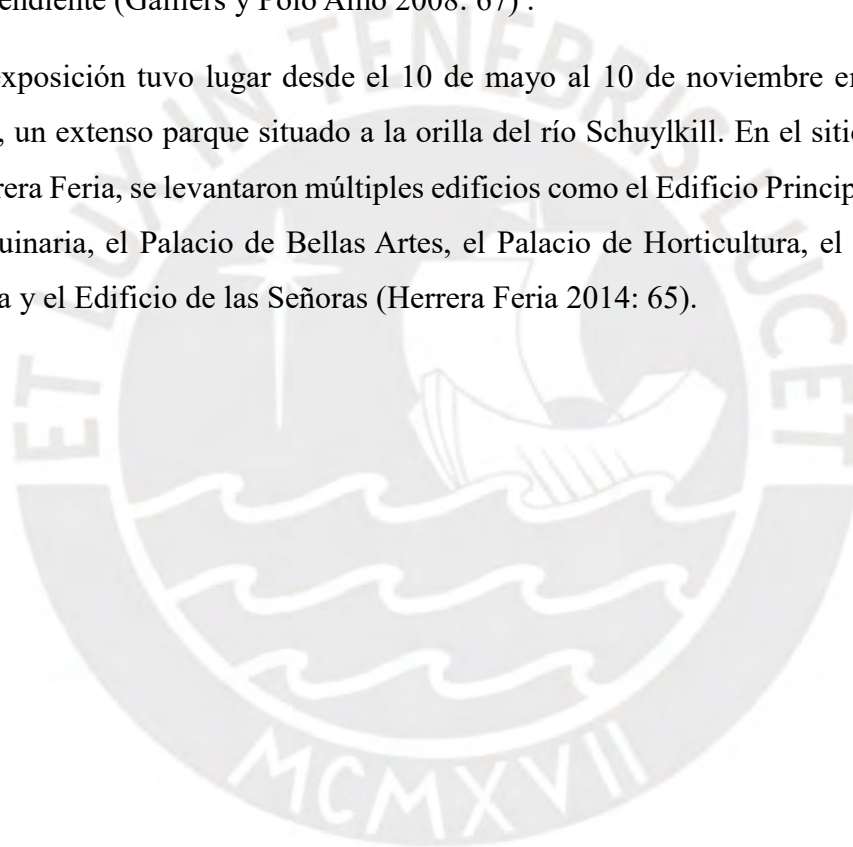 endiente y Polo 2008: 67) .
exposición tuvo lugar desde el 10 de mayo al 10 de noviembre en
, un extenso parque situado a la orilla del río Schuylkill. En el sitio
rera Feria, se levantaron múltiples edificios como el Edificio Princip
uinaria, el Palacio de Bellas Artes, el Palacio de Horticultura, el
a y el Edificio de las Señoras (Herrera Feria 2014: 65).
ET LUX IN TENEBRIS LUCET
MCMXVII